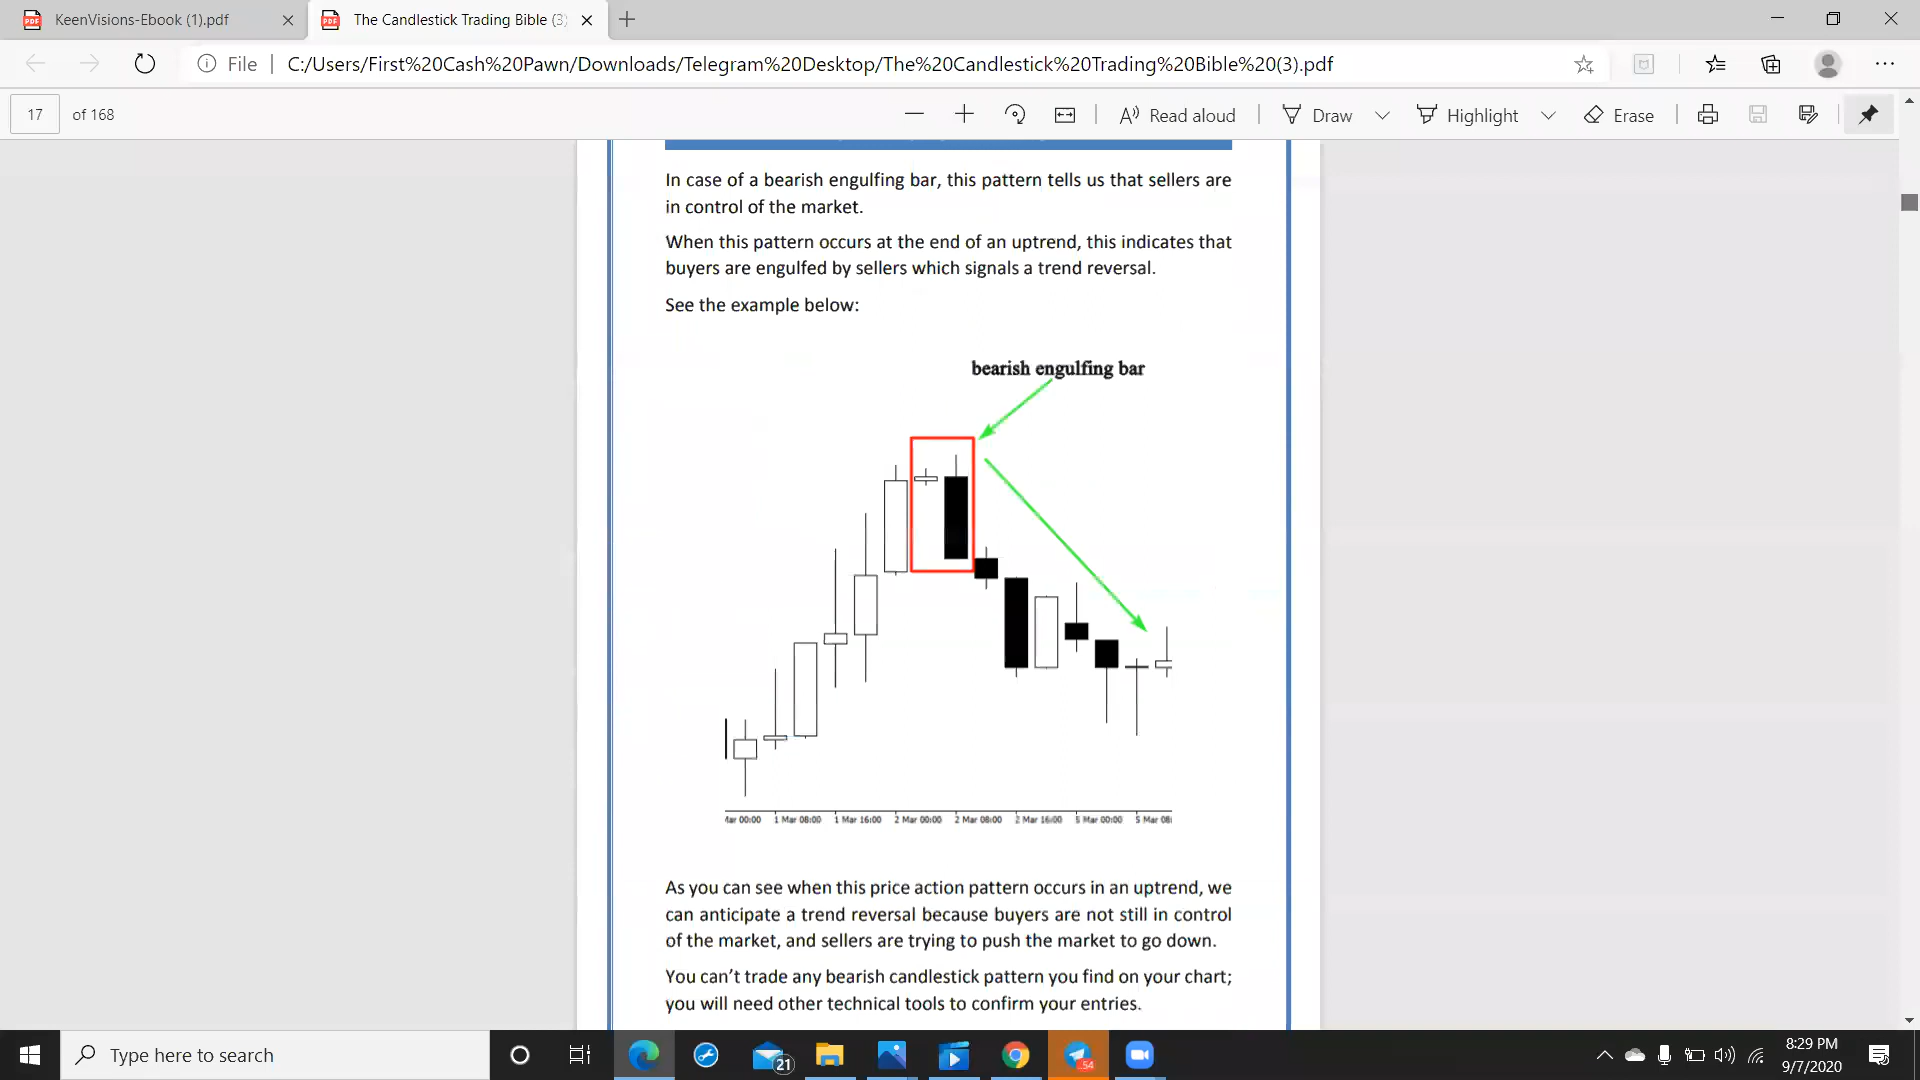 KeenVisions-Ebook (1).pdf
The Candlestick Trading Bible (3)
File
C:/Users/First%20Cash%20Pawn/Downloads/Telegram%20Desktop/The%20Candlestick%20Trading%20Bible%20(3).pdf
17 of 168
Read aloud
Draw
Highlight
Erase
In case of a bearish engulfing bar, this pattern tells us that sellers are
in control of the market.
When this pattern occurs at the end of an uptrend, this indicates that
buyers are engulfed by sellers which signals a trend reversal.
See the example below:
bearish engulfing bar
Mar 00:00 1 Mar 08:00 1 Mar 16:00 2 Mar 00:00 2 Mar 08:00 2 Mar 16:00 5 Mar 00:00 5 Mar 08:
As you can see when this price action pattern occurs in an uptrend, we
can anticipate a trend reversal because buyers are not still in control
of the market, and sellers are trying to push the market to go down.
You can’t trade any bearish candlestick pattern you find on your chart;
you will need other technical tools to confirm your entries.
Type here to search
21
54
8:29 PM
9/7/2020